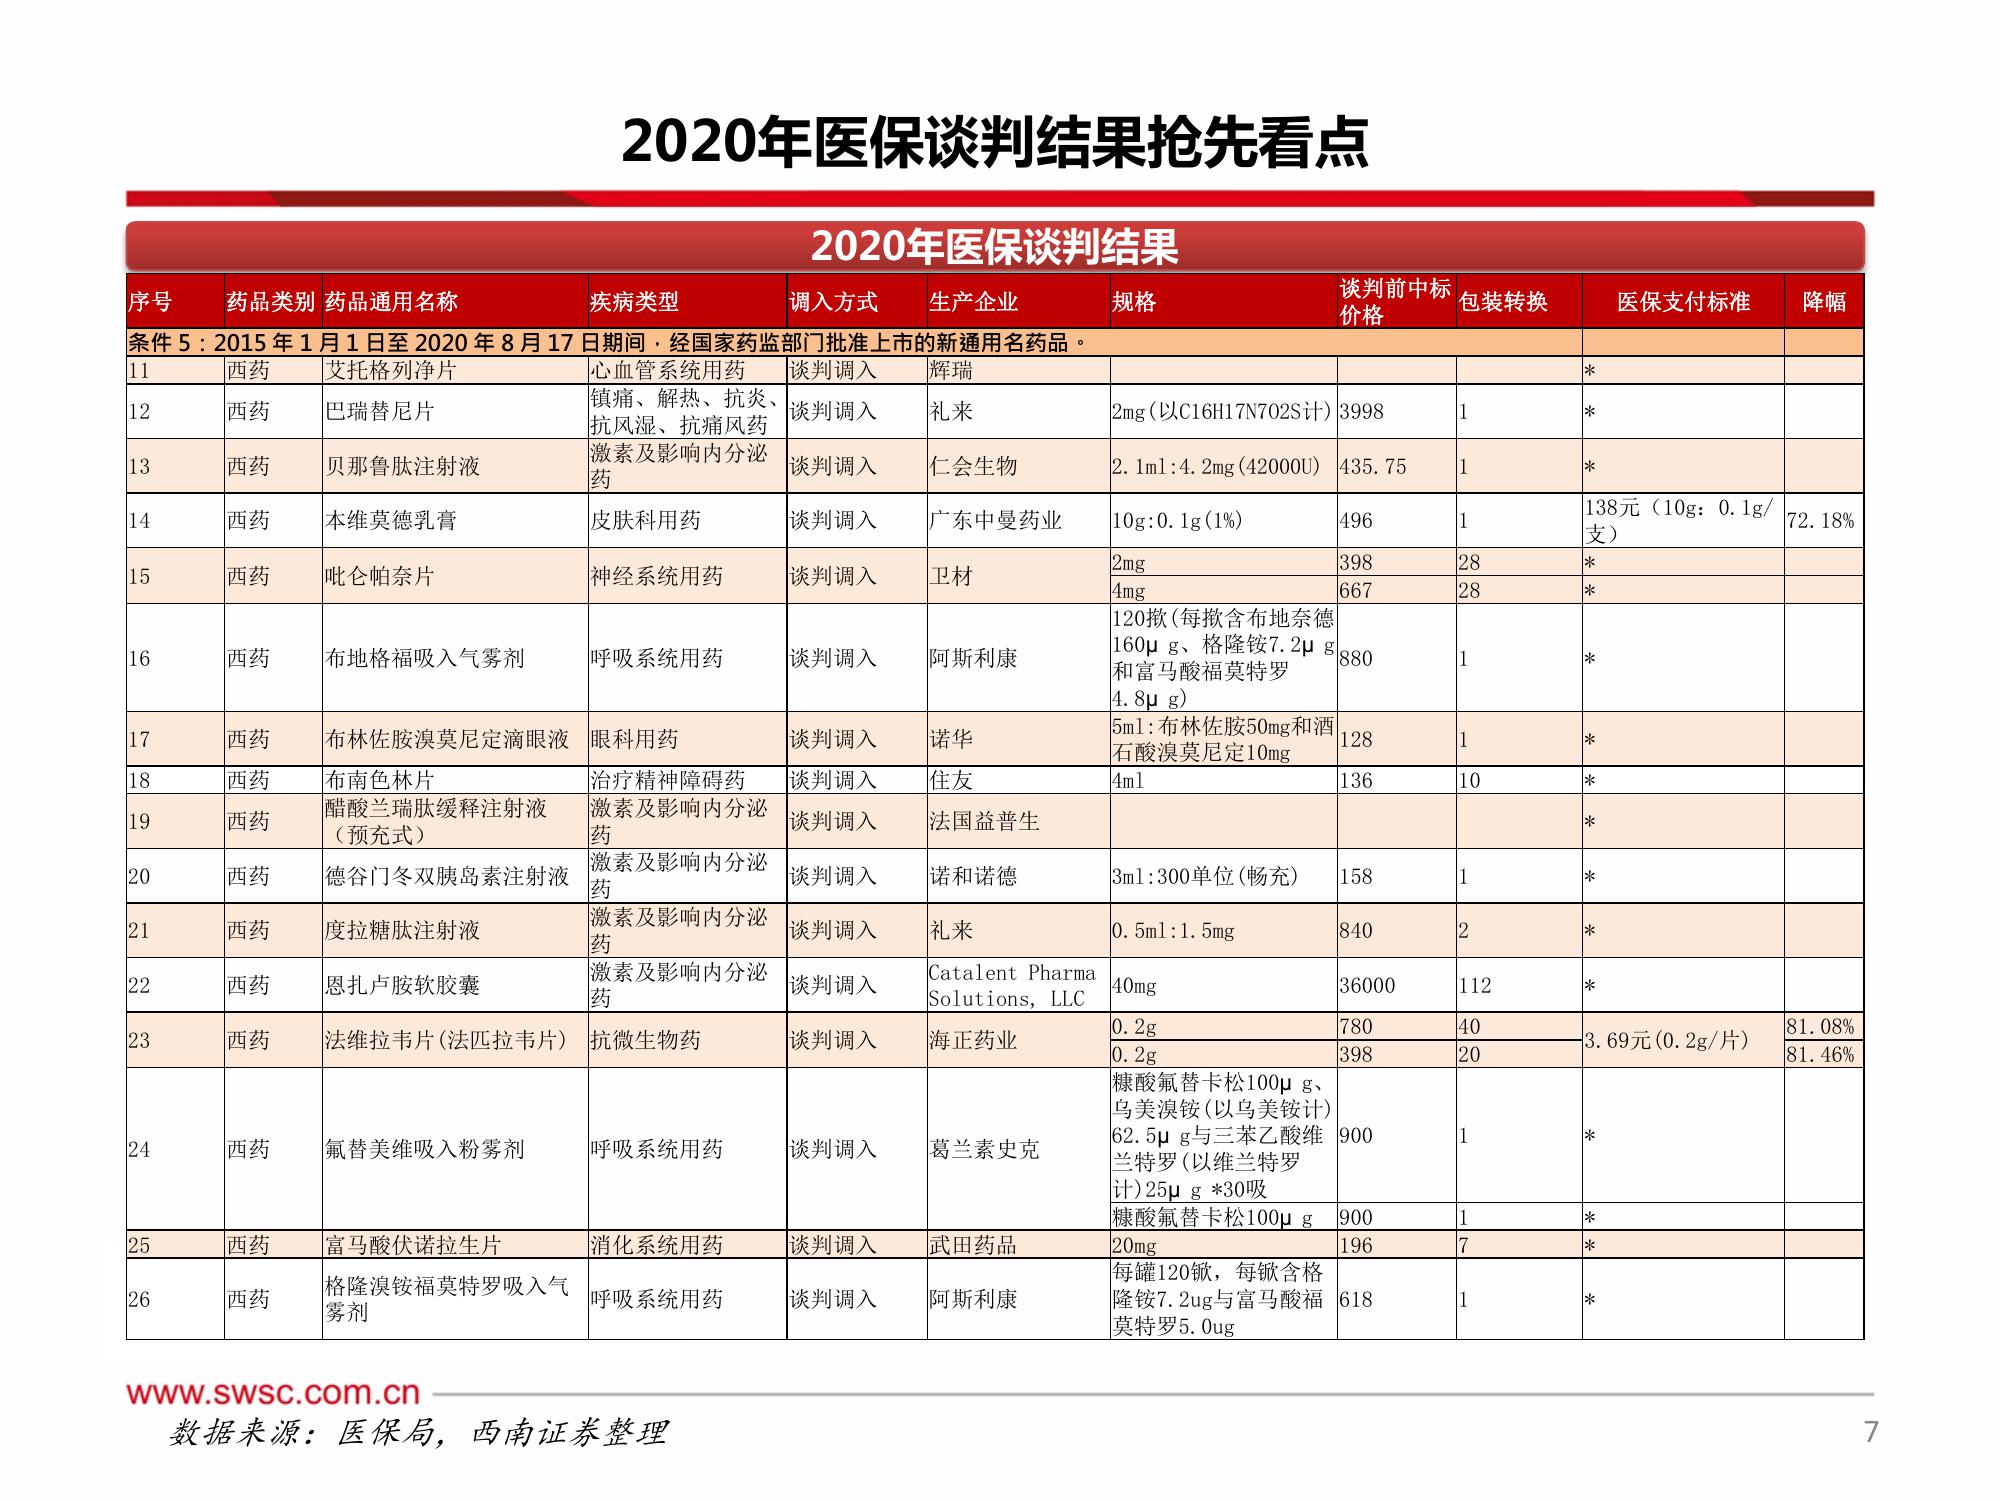 2020年医保谈判结果抢先看点
2020年医保谈判结果
序号 药品类别 药品通用名称 疾病类型 调入方式 生产企业 规格 谈判前中标价格 包装转换 医保支付标准 降幅
条件 5：2015 年 1 月 1 日至 2020 年 8 月 17 日期间，经国家药监部门批准上市的新通用名药品。
11 西药 艾托格列净片 心血管系统用药 谈判调入 辉瑞 *
12 西药 巴瑞替尼片 镇痛、解热、抗炎、抗风湿、抗痛风药 谈判调入 礼来 2mg(以C16H17N7O2S计) 3998 1 *
13 西药 贝那鲁肽注射液 激素及影响内分泌药 谈判调入 仁会生物 2.1ml:4.2mg(42000U) 435.75 1 *
14 西药 本维莫德乳膏 皮肤科用药 谈判调入 广东中曼药业 10g:0.1g(1%) 496 1 138元（10g：0.1g/支） 72.18%
15 西药 吡仑帕奈片 神经系统用药 谈判调入 卫材 2mg 398 28 *
4mg 667 28 *
16 西药 布地格福吸入气雾剂 呼吸系统用药 谈判调入 阿斯利康 120揿(每揿含布地奈德160μg、格隆铵7.2μg和富马酸福莫特罗4.8μg) 880 1 *
17 西药 布林佐胺溴莫尼定滴眼液 眼科用药 谈判调入 诺华 5ml:布林佐胺50mg和酒石酸溴莫尼定10mg 128 1 *
18 西药 布南色林片 治疗精神障碍药 谈判调入 住友 4ml 136 10 *
19 西药 醋酸兰瑞肽缓释注射液（预充式） 激素及影响内分泌药 谈判调入 法国益普生 *
20 西药 德谷门冬双胰岛素注射液 激素及影响内分泌药 谈判调入 诺和诺德 3ml:300单位(畅充) 158 1 *
21 西药 度拉糖肽注射液 激素及影响内分泌药 谈判调入 礼来 0.5ml:1.5mg 840 2 *
22 西药 恩扎卢胺软胶囊 激素及影响内分泌药 谈判调入 Catalent Pharma Solutions, LLC 40mg 36000 112 *
23 西药 法维拉韦片(法匹拉韦片) 抗微生物药 谈判调入 海正药业 0.2g 780 40 3.69元(0.2g/片) 81.08%
0.2g 398 20 81.46%
24 西药 氟替美维吸入粉雾剂 呼吸系统用药 谈判调入 葛兰素史克 糠酸氟替卡松100μg、乌美溴铵(以乌美铵计)62.5μg与三苯乙酸维兰特罗(以维兰特罗计)25μg *30吸 900 1 *
糠酸氟替卡松100μg 900 1 *
25 西药 富马酸伏诺拉生片 消化系统用药 谈判调入 武田药品 20mg 196 7 *
26 西药 格隆溴铵福莫特罗吸入气雾剂 呼吸系统用药 谈判调入 阿斯利康 每罐120锨，每锨含格隆铵7.2ug与富马酸福莫特罗5.0ug 618 1 *
www.swsc.com.cn
数据来源：医保局，西南证券整理
7